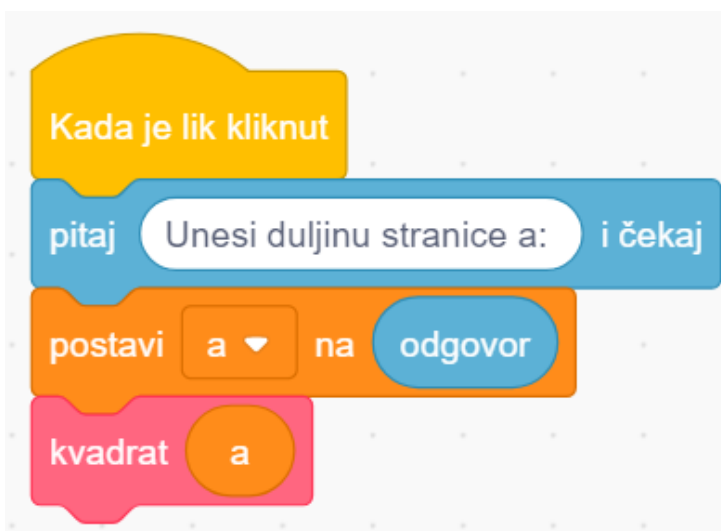 Kada je lik kliknut
pitaj Unesi duljinu stranice a: i čekaj
postavi a na odgovor
kvadrat a